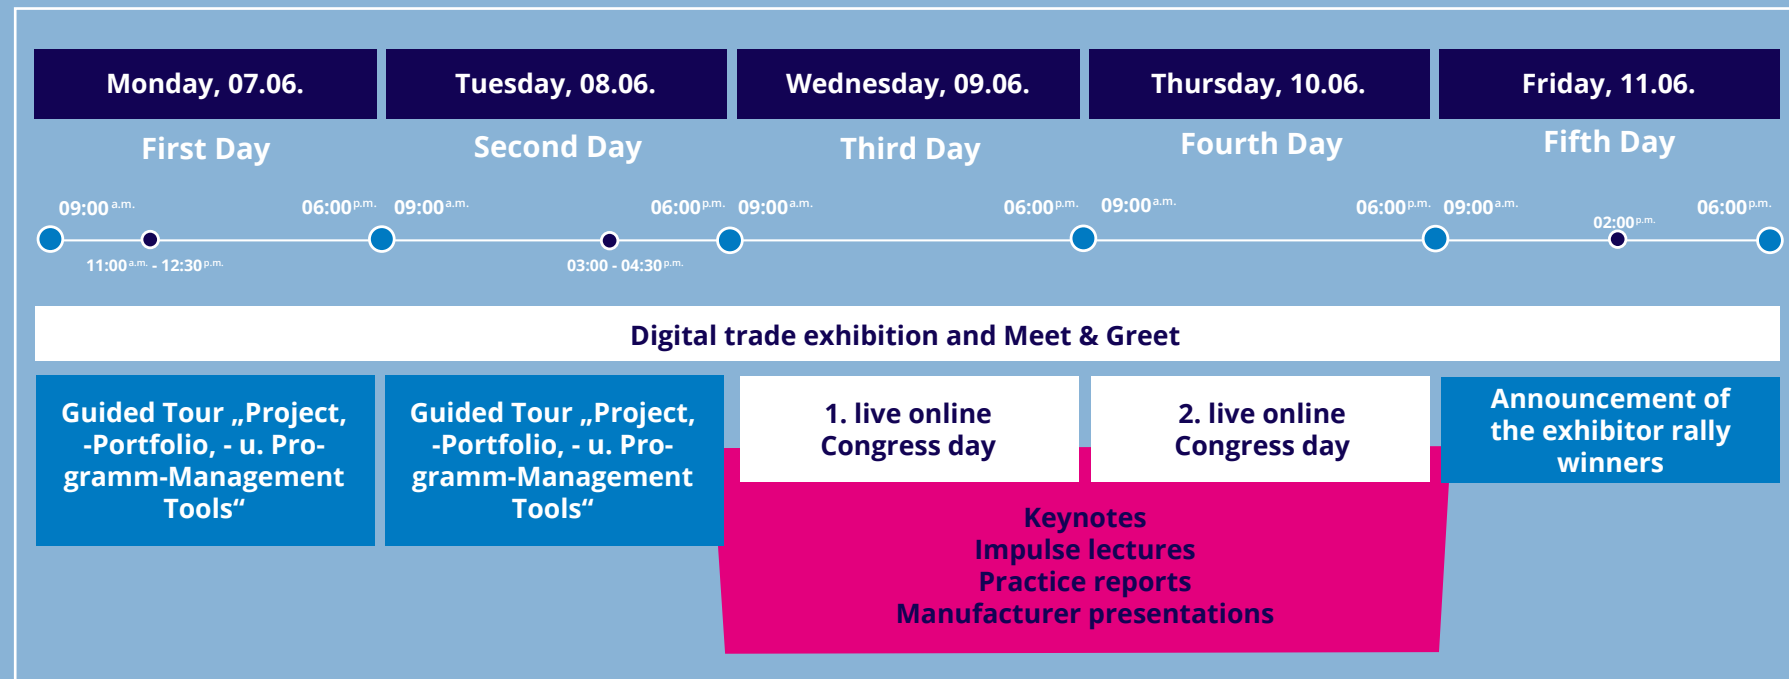 Monday, 07.06.
Tuesday, 08.06.
Wednesday, 09.06.
Thursday, 10.06.
Friday, 11.06.
First Day
Second Day
Third Day
Fourth Day
Fifth Day
09:00 a.m.
06:00 p.m.
09:00 a.m.
06:00 p.m.
09:00 a.m.
06:00 p.m.
09:00 a.m.
06:00 p.m.
09:00 a.m.
02:00 p.m.
06:00 p.m.
11:00 a.m. - 12:30 p.m.
03:00 - 04:30 p.m.
Digital trade exhibition and Meet & Greet
Guided Tour „Project,
-Portfolio, - u. Pro-
gramm-Management
Tools“
Guided Tour „Project,
-Portfolio, - u. Pro-
gramm-Management
Tools“
1. live online
Congress day
2. live online
Congress day
Announcement of
the exhibitor rally
winners
Keynotes
Impulse lectures
Practice reports
Manufacturer presentations